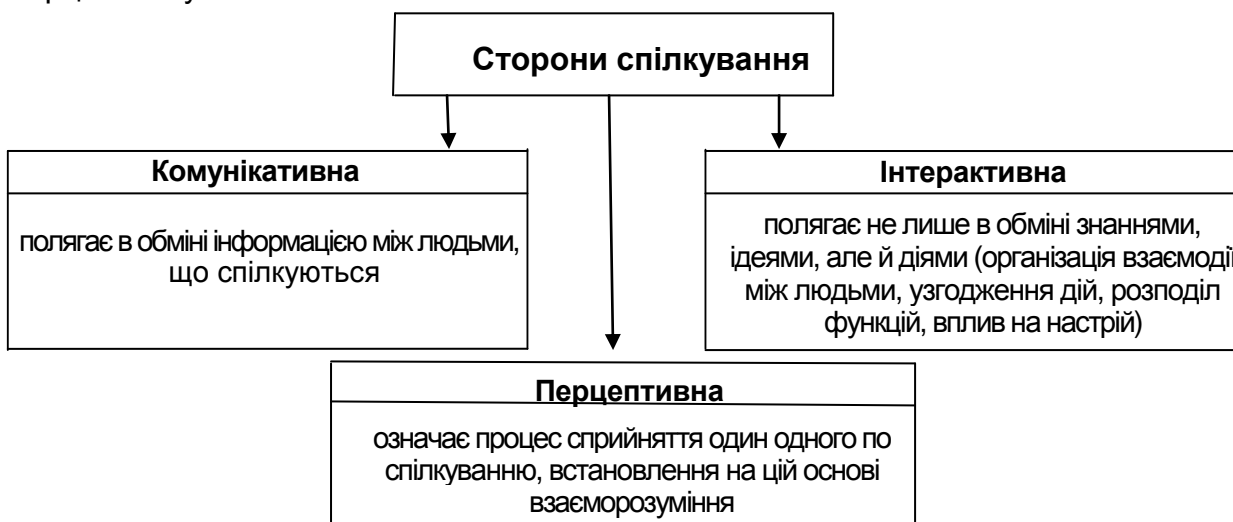 Сторони спілкування
Комунікативна
полягає в обміні інформацією між людьми,
що спілкуються
Інтерактивна
полягає не лише в обміні знаннями,
ідеями, але й діями (організація взаємодії
між людьми, узгодження дій, розподіл
функцій, вплив на настрій)
Перцептивна
означає процес сприйняття один одного по
спілкуванню, встановлення на цій основі
взаєморозуміння